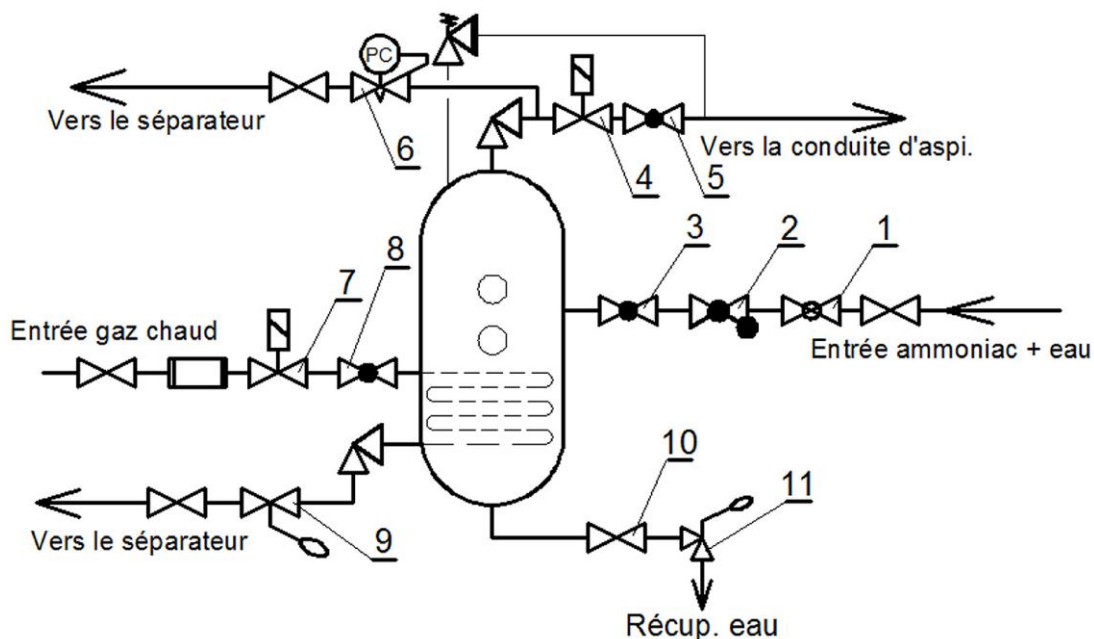 PC
Vers le séparateur
6
4
5
Vers la conduite d'aspi.
3
2
1
8
7
Entrée gaz chaud
Entrée ammoniac + eau
10
11
Vers le séparateur
9
Récup. eau